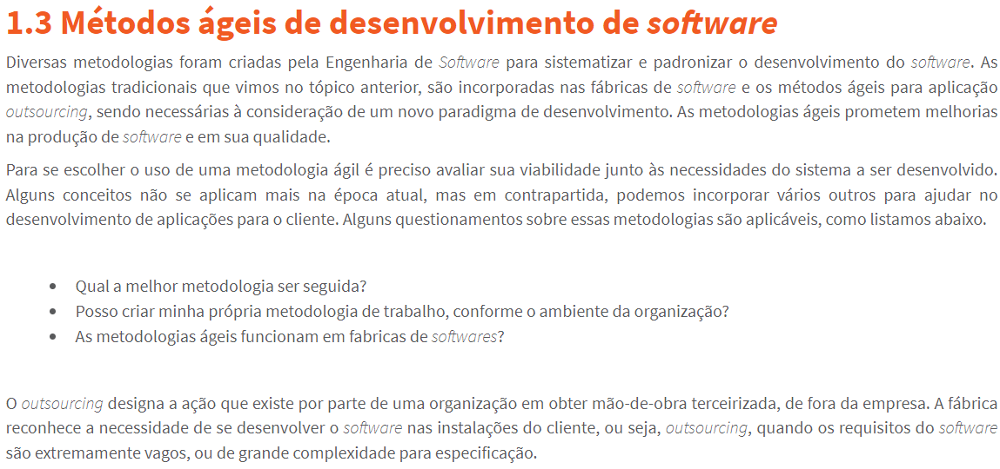 1.3 Métodos ágeis de desenvolvimento de software
Diversas metodologias foram criadas pela Engenharia de Software para sistematizar e padronizar o desenvolvimento do software. As
metodologias tradicionais que vimos no tópico anterior, são incorporadas nas fábricas de software e os métodos ágeis para aplicação
outsourcing, sendo necessárias à consideração de um novo paradigma de desenvolvimento. As metodologias ágeis prometem melhorias
na produção de software e em sua qualidade.
Para se escolher o uso de uma metodologia ágil é preciso avaliar sua viabilidade junto às necessidades do sistema a ser desenvolvido.
Alguns conceitos não se aplicam mais na época atual, mas em contrapartida, podemos incorporar vários outros para ajudar no
desenvolvimento de aplicações para o cliente. Alguns questionamentos sobre essas metodologias são aplicáveis, como listamos abaixo.
• Qual a melhor metodologia ser seguida?
• Posso criar minha própria metodologia de trabalho, conforme o ambiente da organização?
• As metodologias ágeis funcionam em fabricas de softwares?
O outsourcing designa a ação que existe por parte de uma organização em obter mão-de-obra terceirizada, de fora da empresa. A fábrica
reconhece a necessidade de se desenvolver o software nas instalações do cliente, ou seja, outsourcing, quando os requisitos do software
são extremamente vagos, ou de grande complexidade para especificação.